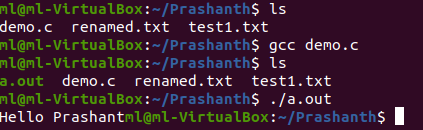 ml@ml-VirtualBox:~/Prashanth$ ls
demo.c  renamed.txt  test1.txt
ml@ml-VirtualBox:~/Prashanth$ gcc demo.c
ml@ml-VirtualBox:~/Prashanth$ ls
a.out  demo.c  renamed.txt  test1.txt
ml@ml-VirtualBox:~/Prashanth$ ./a.out
Hello Prashantml@ml-VirtualBox:~/Prashanth$